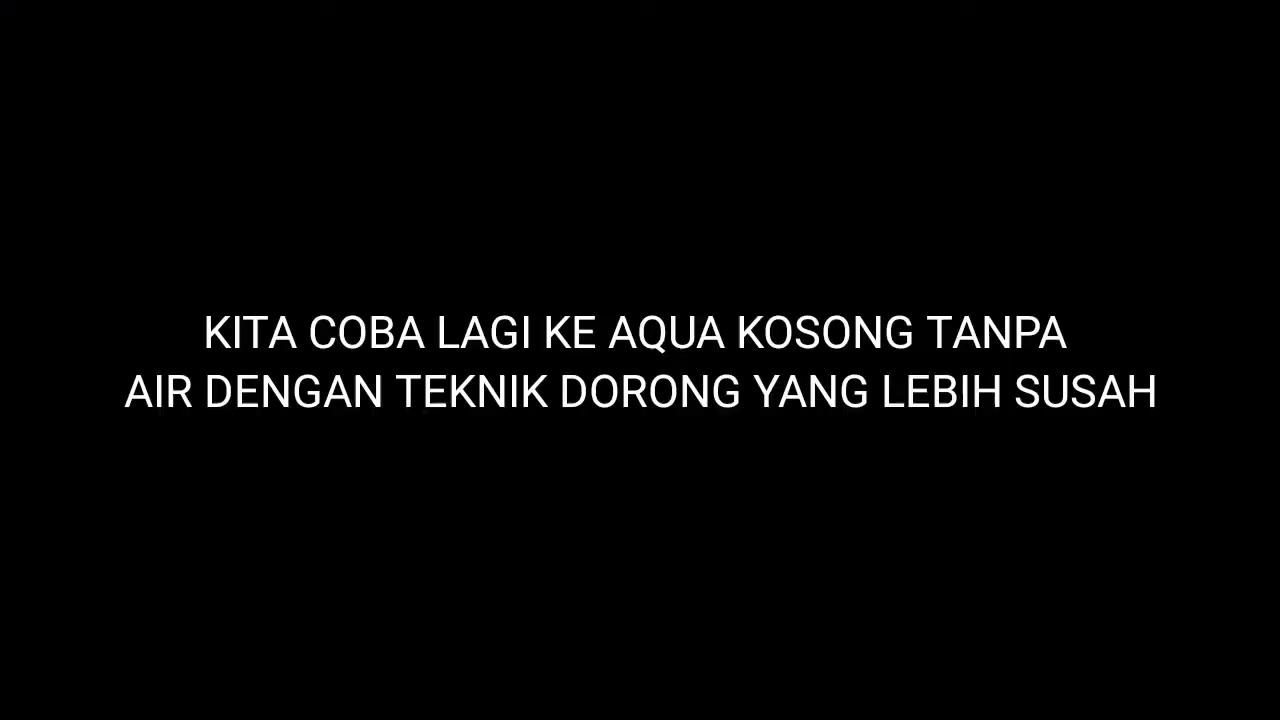 KITA COBA LAGI KE AQUA KOSONG TANPA
AIR DENGAN TEKNIK DORONG YANG LEBIH SUSAH